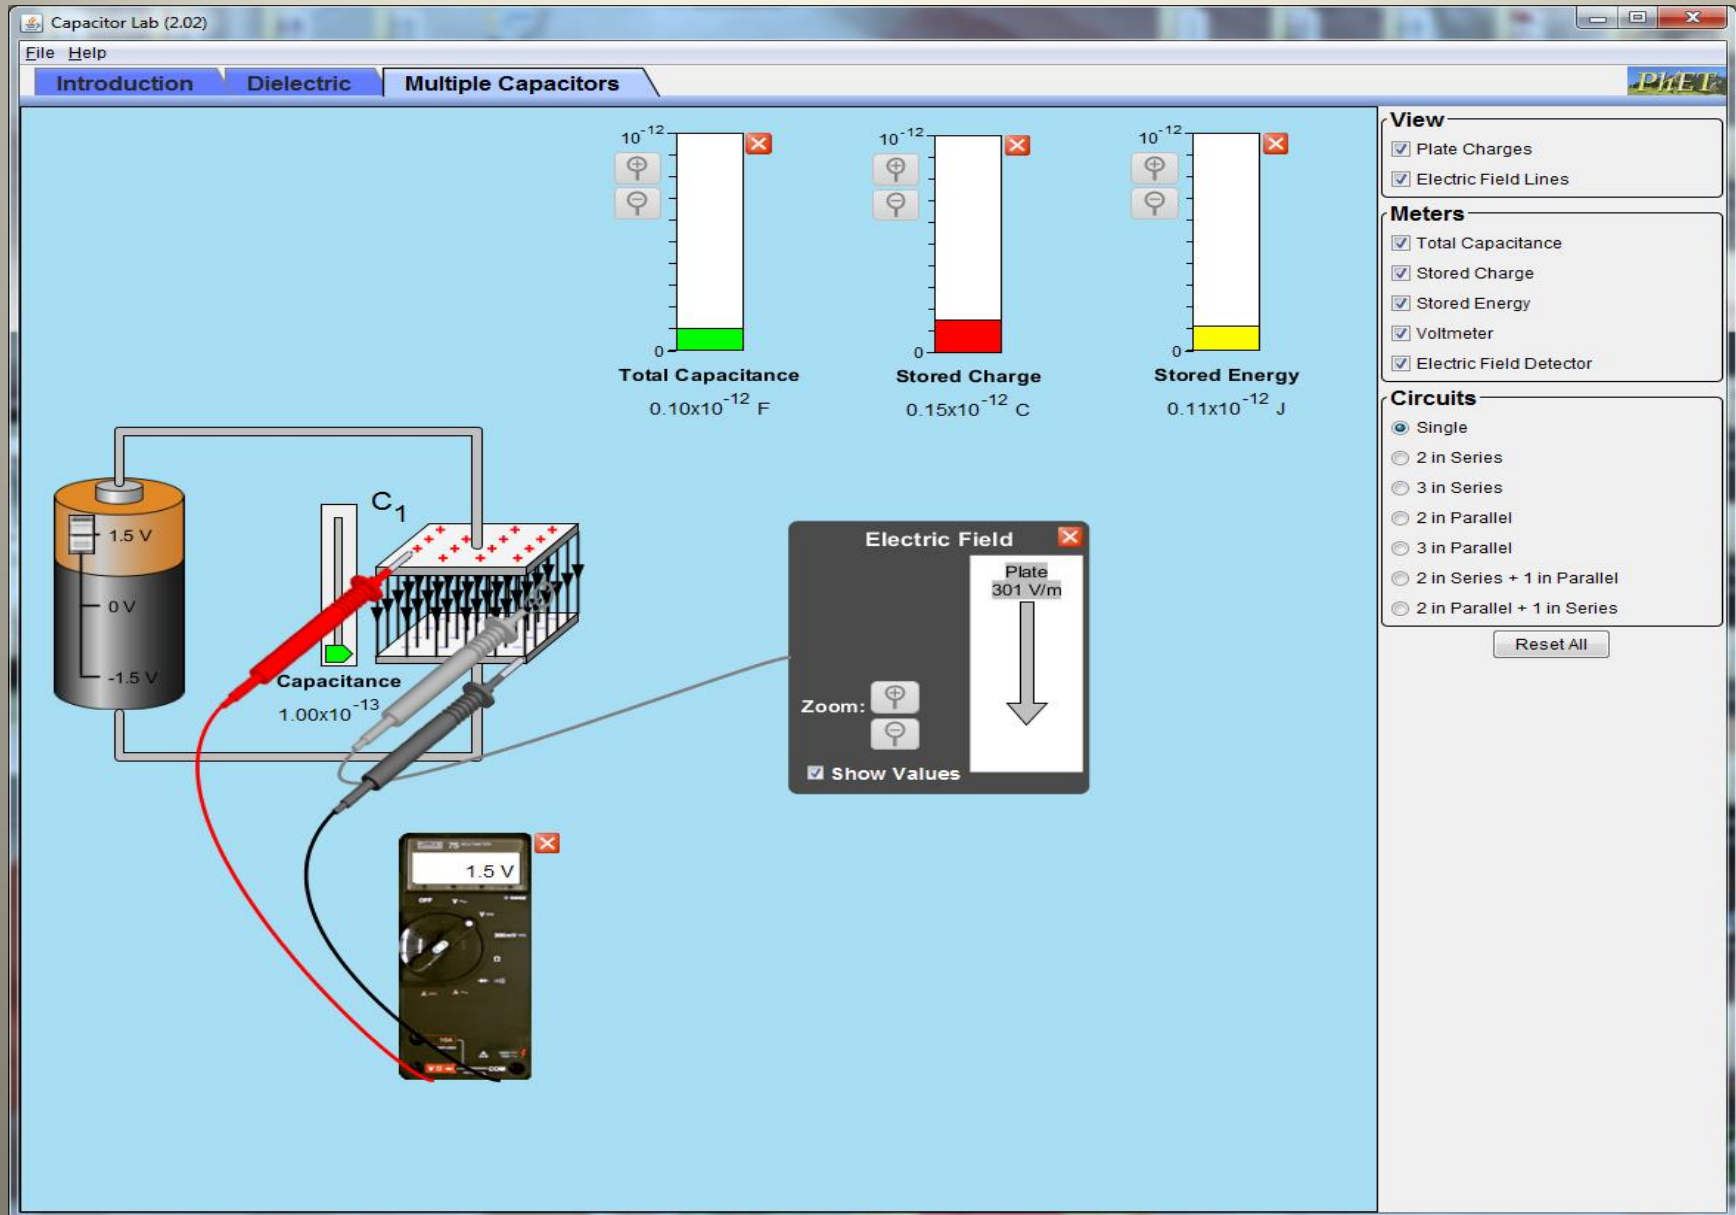 Capacitor Lab (2.02)
File Help
Introduction Dielectric Multiple Capacitors
PhET
10-12
0
Total Capacitance
0.10x10-12 F
10-12
0
Stored Charge
0.15x10-12 C
10-12
0
Stored Energy
0.11x10-12 J
1.5 V
0 V
-1.5 V
C1
Capacitance
1.00x10-13
Electric Field
Plate
301 V/m
Zoom:
Show Values
75
1.5 V
OFF
V
300mV
Ω
10A
COM
View
Plate Charges
Electric Field Lines
Meters
Total Capacitance
Stored Charge
Stored Energy
Voltmeter
Electric Field Detector
Circuits
Single
2 in Series
3 in Series
2 in Parallel
3 in Parallel
2 in Series + 1 in Parallel
2 in Parallel + 1 in Series
Reset All